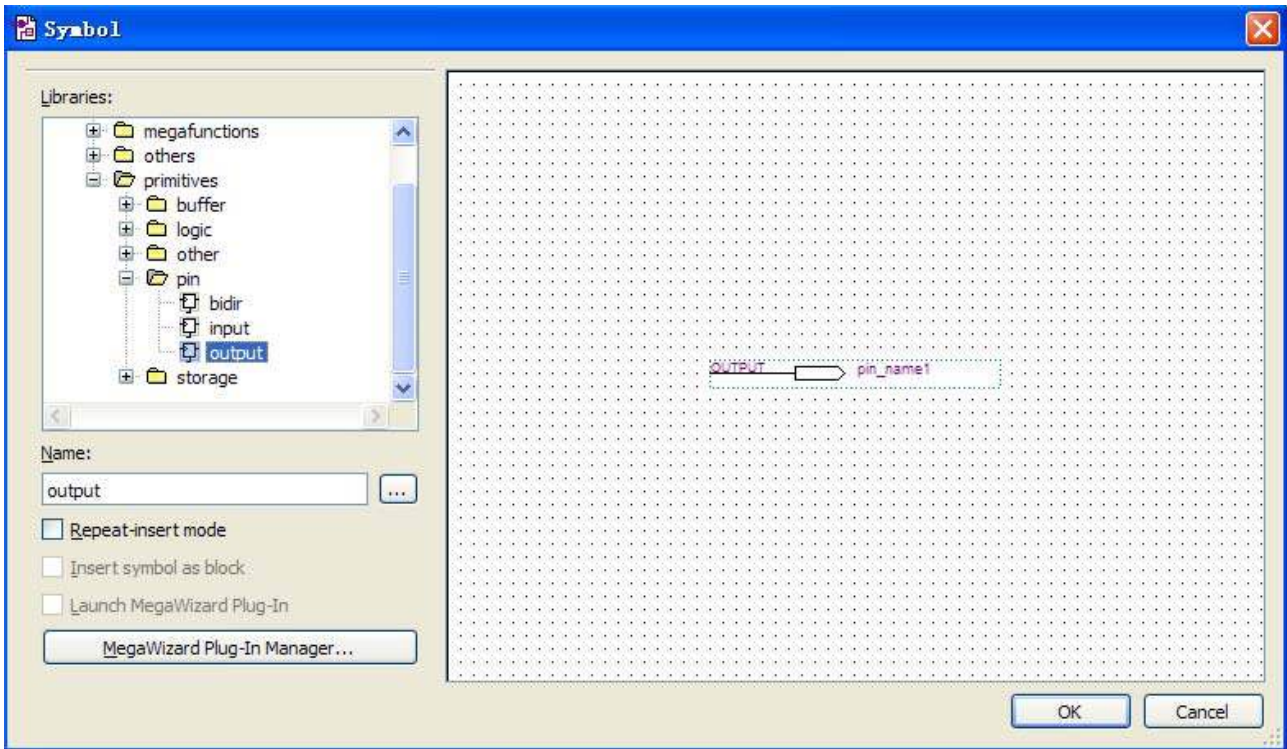 Symbol
Libraries:
megafunctions
others
primitives
buffer
logic
other
pin
bidir
input
output
storage
Name:
output
...
Repeat-insert mode
Insert symbol as block
Launch MegaWizard Plug-In
MegaWizard Plug-In Manager...
OUTPUT
pin_name1
OK
Cancel